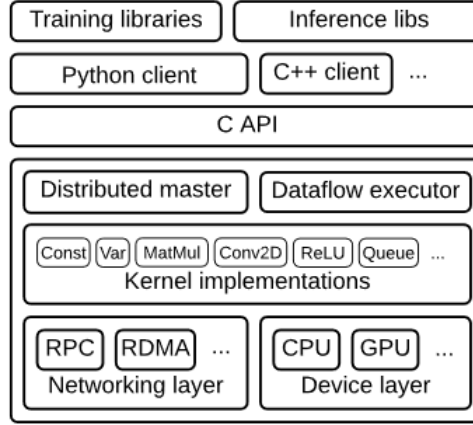 Training libraries Inference libs
Python client C++ client ...
C API
Distributed master Dataflow executor
Const Var MatMul Conv2D ReLU Queue ...
Kernel implementations
RPC RDMA ... CPU GPU ...
Networking layer Device layer